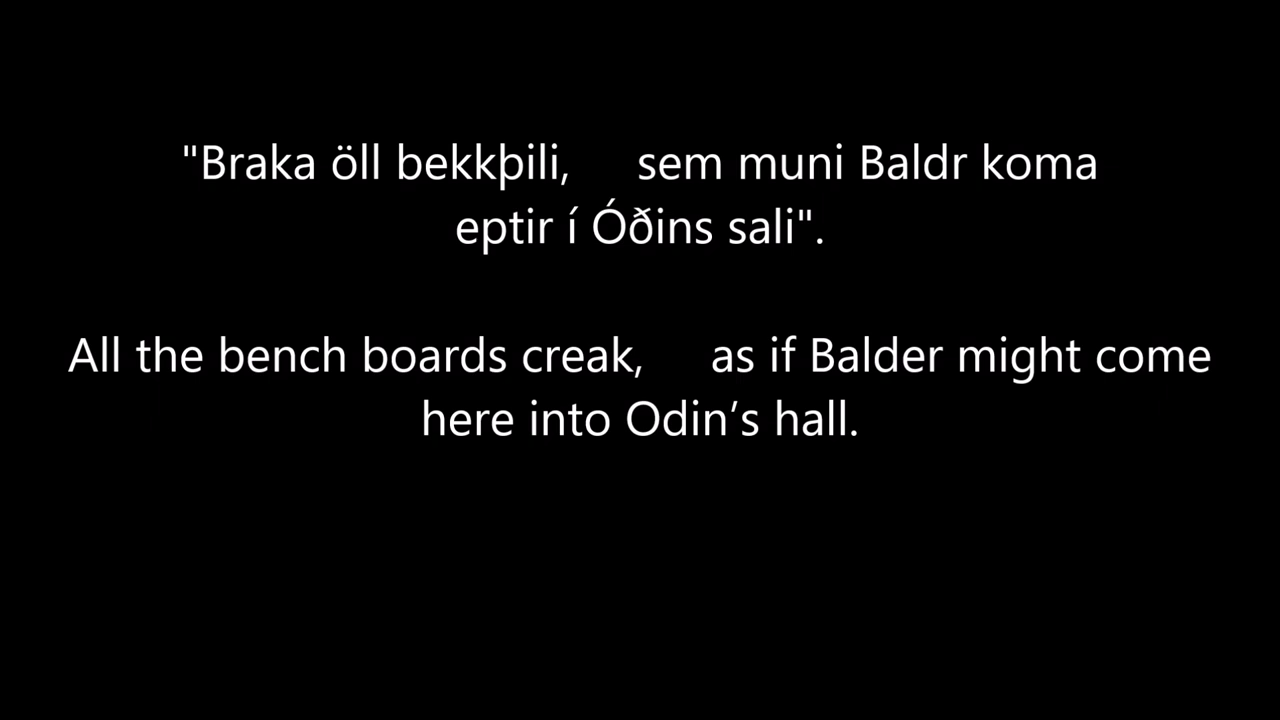 "Braka öll bekkþili,     sem muni Baldr koma
eptir í Óðins sali".
All the bench boards creak,     as if Balder might come
here into Odin’s hall.